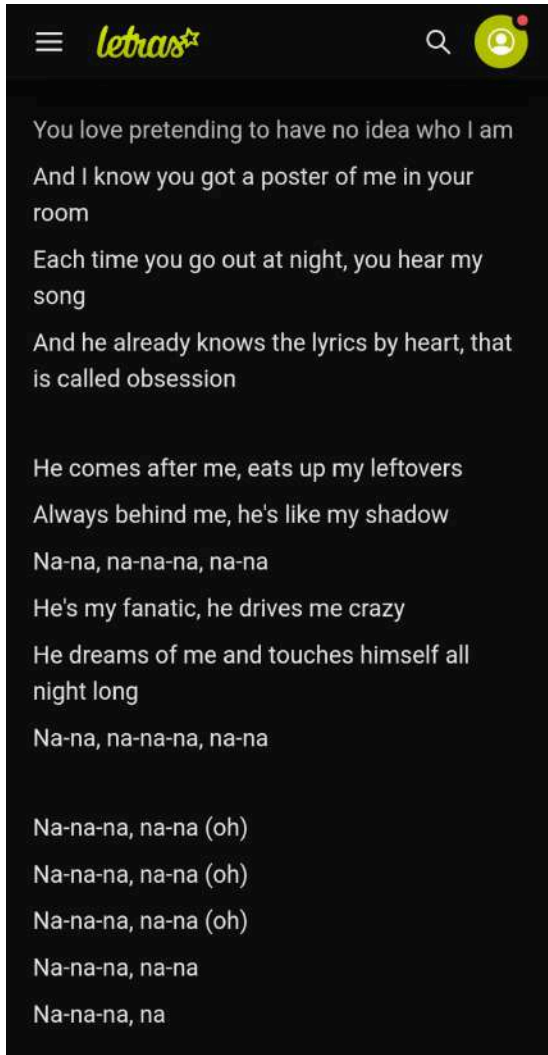 letras
You love pretending to have no idea who I am
And I know you got a poster of me in your
room
Each time you go out at night, you hear my
song
And he already knows the lyrics by heart, that
is called obsession
He comes after me, eats up my leftovers
Always behind me, he's like my shadow
Na-na, na-na-na, na-na
He's my fanatic, he drives me crazy
He dreams of me and touches himself all
night long
Na-na, na-na-na, na-na
Na-na-na, na-na (oh)
Na-na-na, na-na (oh)
Na-na-na, na-na (oh)
Na-na-na, na-na
Na-na-na, na